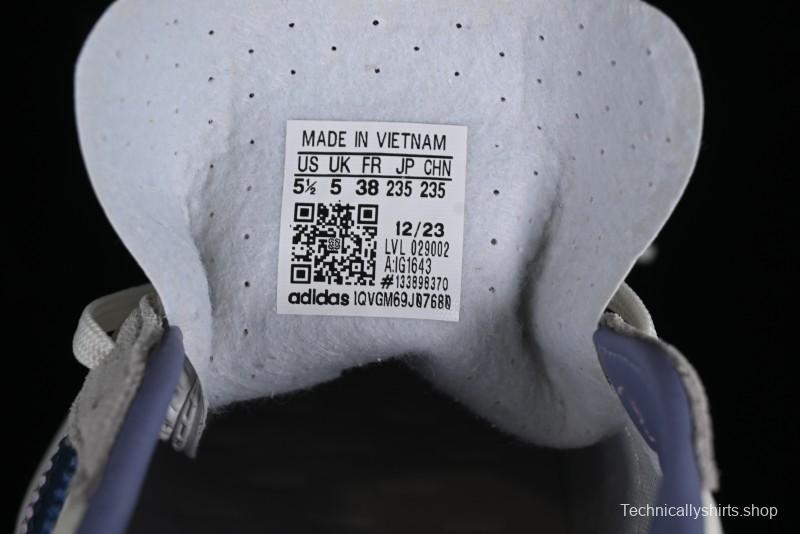 MADE IN VIETNAM
US UK FR JP CHN
5½ 5 38 235 235
12/23
LVL 029002
A:IG1643
#133898370
adidas IQVGM69J07680
Technicallyshirts.shop